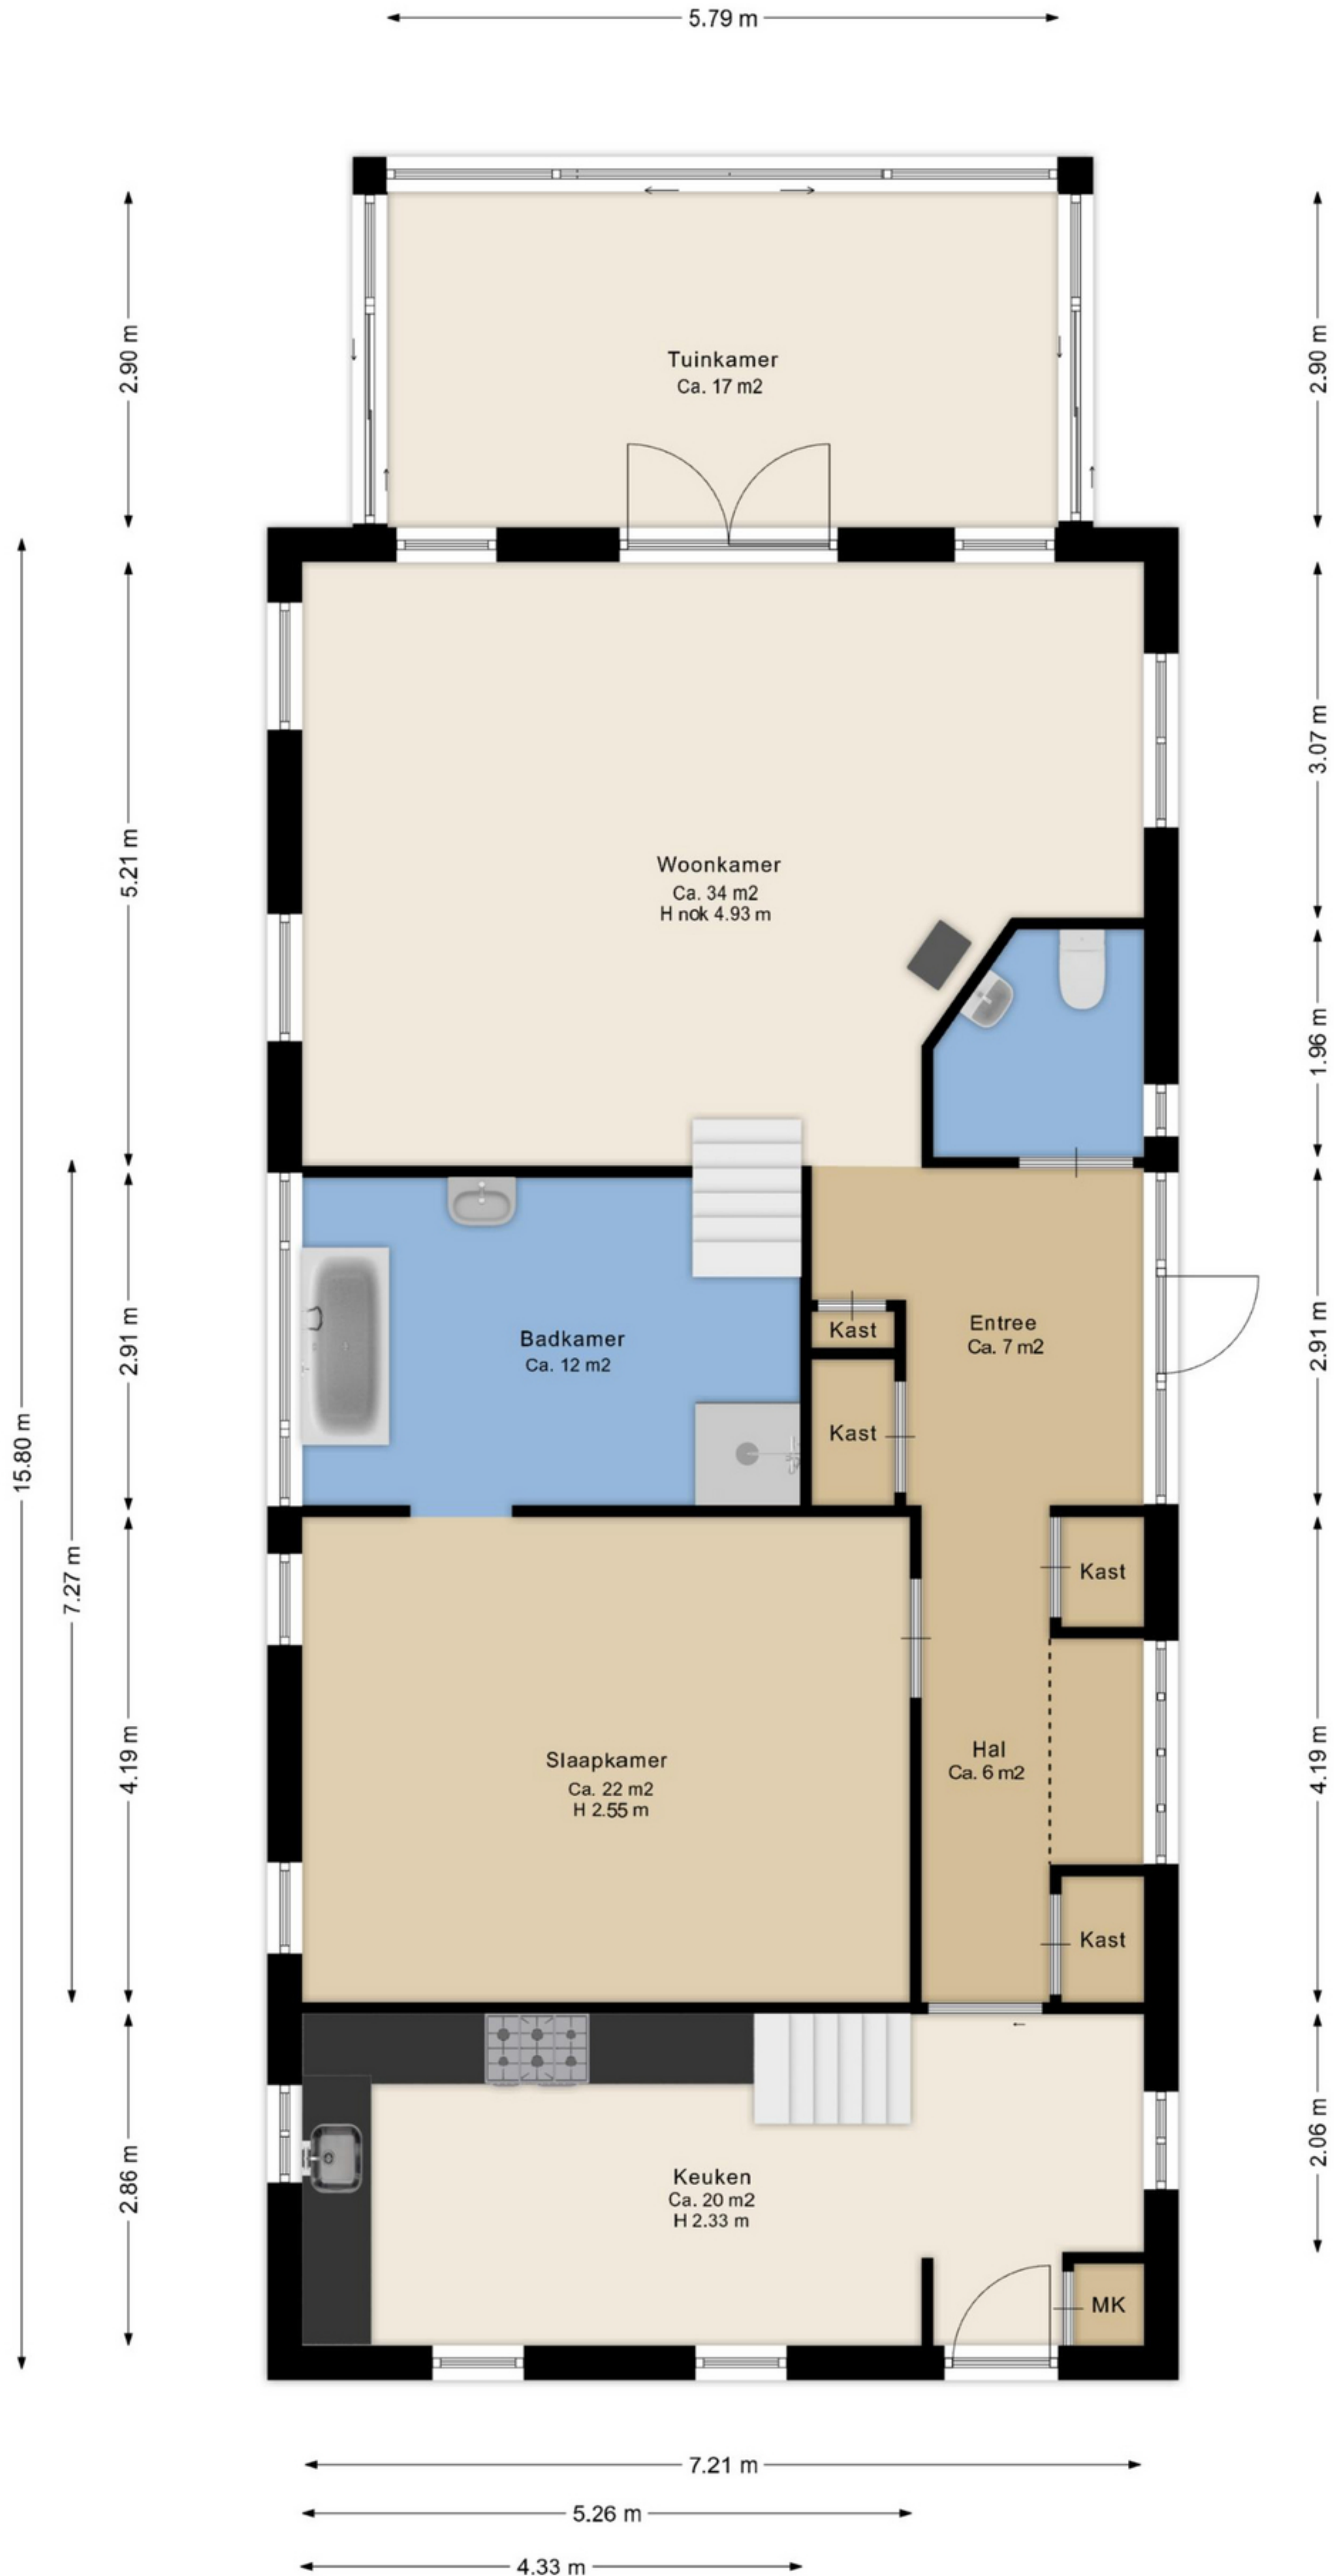 5.79 m
2.90 m
2.90 m
Tuinkamer
Ca. 17 m2
5.21 m
3.07 m
Woonkamer
Ca. 34 m2
H nok 4.93 m
1.96 m
15.80 m
7.27 m
2.91 m
2.91 m
Badkamer
Ca. 12 m2
Kast
Kast
Entree
Ca. 7 m2
Kast
4.19 m
4.19 m
Slaapkamer
Ca. 22 m2
H 2.55 m
Hal
Ca. 6 m2
Kast
2.86 m
2.06 m
Keuken
Ca. 20 m2
H 2.33 m
MK
7.21 m
5.26 m
4.33 m